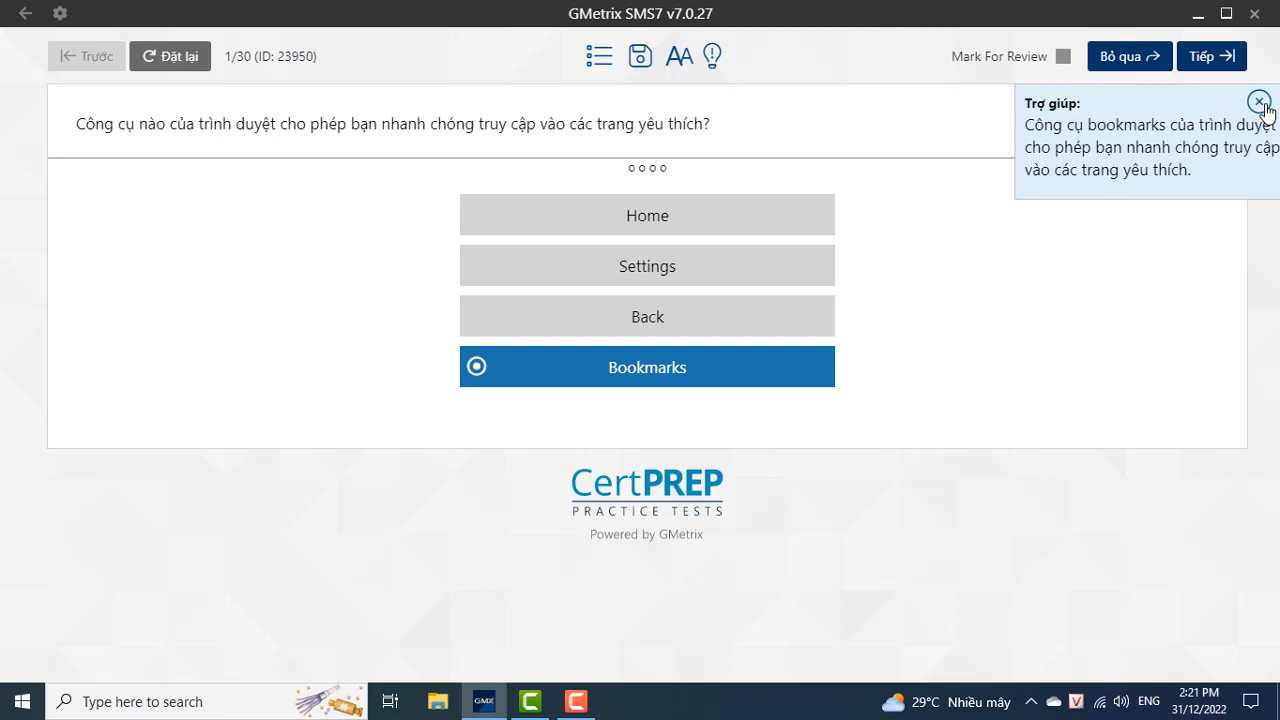 GMetrix SMS7 v7.0.27
Trước
Đặt lại
1/30 (ID: 23950)
AA
Mark For Review
Bỏ qua
Tiếp
Công cụ nào của trình duyệt cho phép bạn nhanh chóng truy cập vào các trang yêu thích?
Trợ giúp:
Công cụ bookmarks của trình duyệt
cho phép bạn nhanh chóng truy cập
vào các trang yêu thích.
Home
Settings
Back
Bookmarks
CertPREP
PRACTICE TESTS
Powered by GMetrix
Type here to search
GMX
C
C
29°C Nhiều mây
V
ENG
2:21 PM
31/12/2022